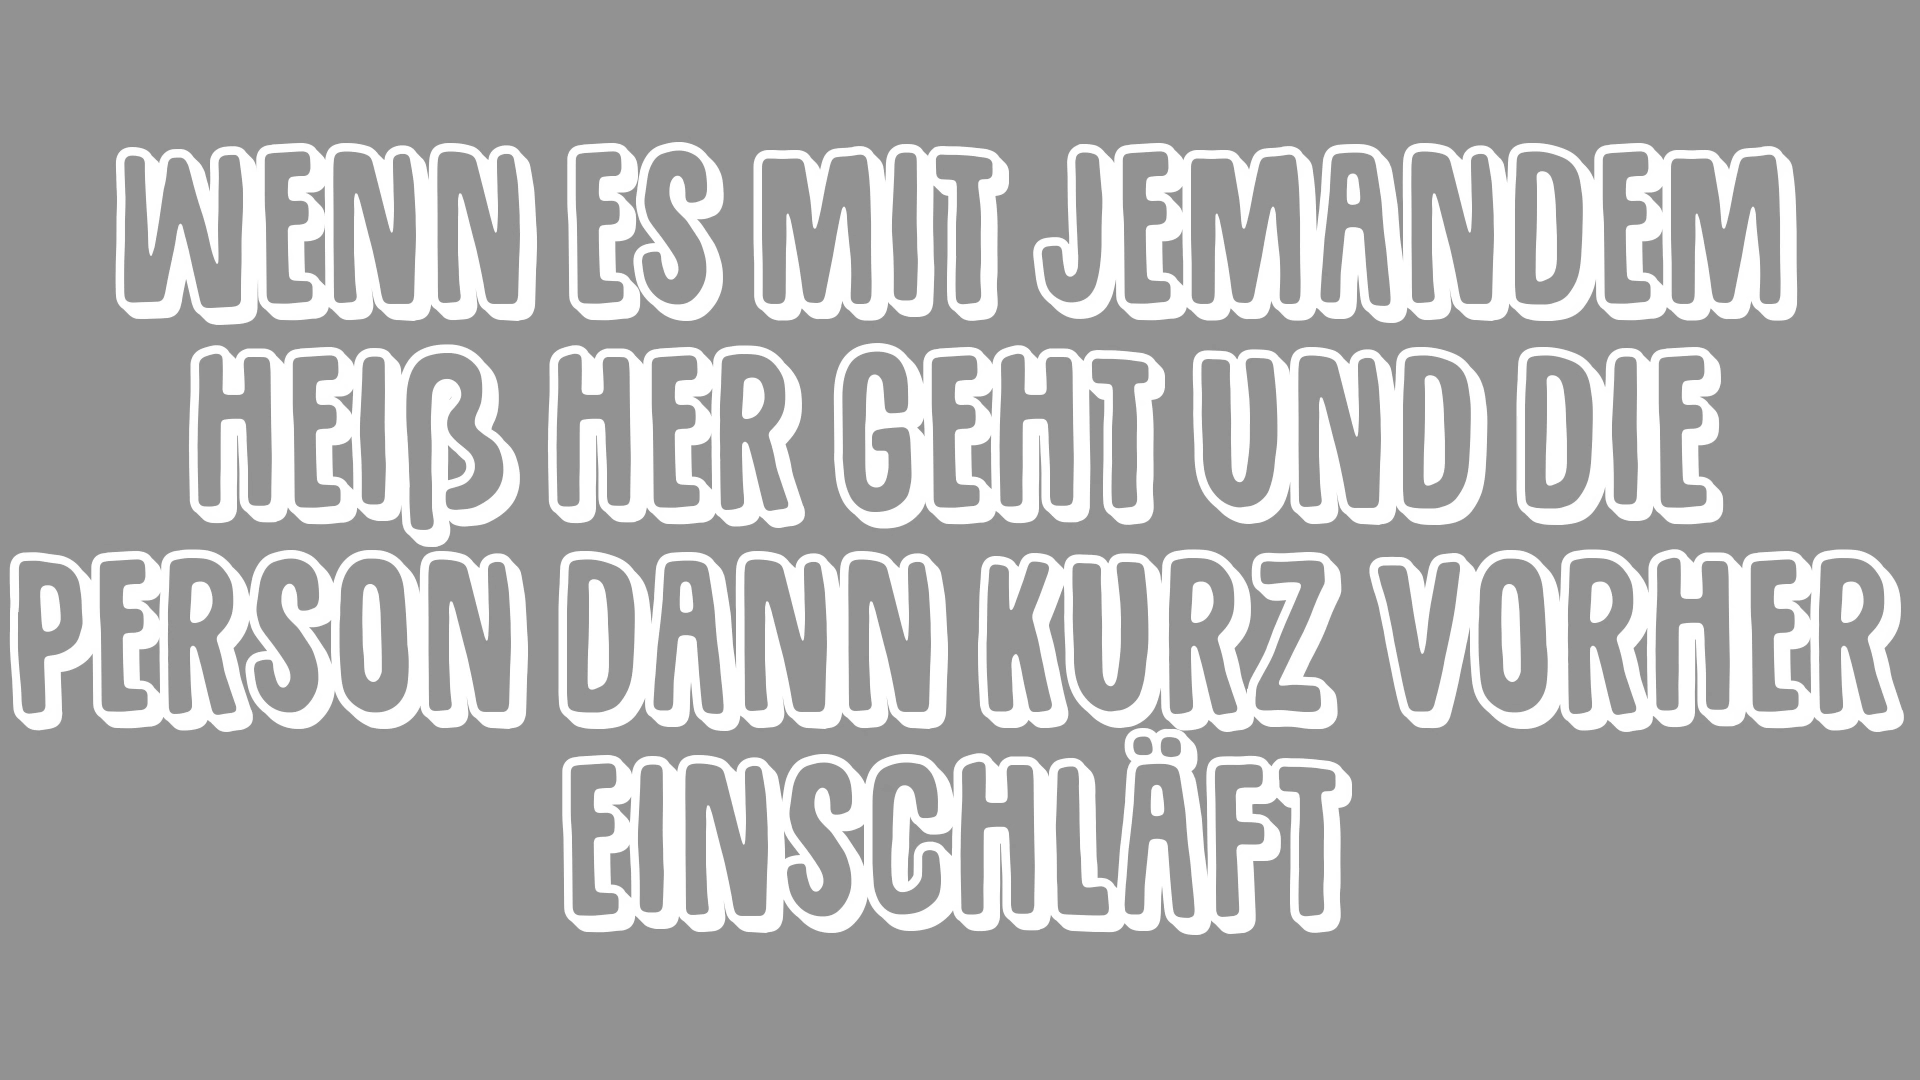 WENN ES MIT JEMANDEM
HEIß HER GEHT UND DIE
PERSON DANN KURZ VORHER
EINSCHLÄFT